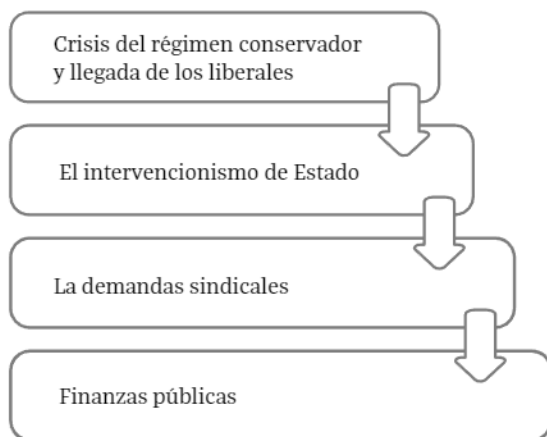 Crisis del régimen conservador
y llegada de los liberales
El intervencionismo de Estado
La demandas sindicales
Finanzas públicas